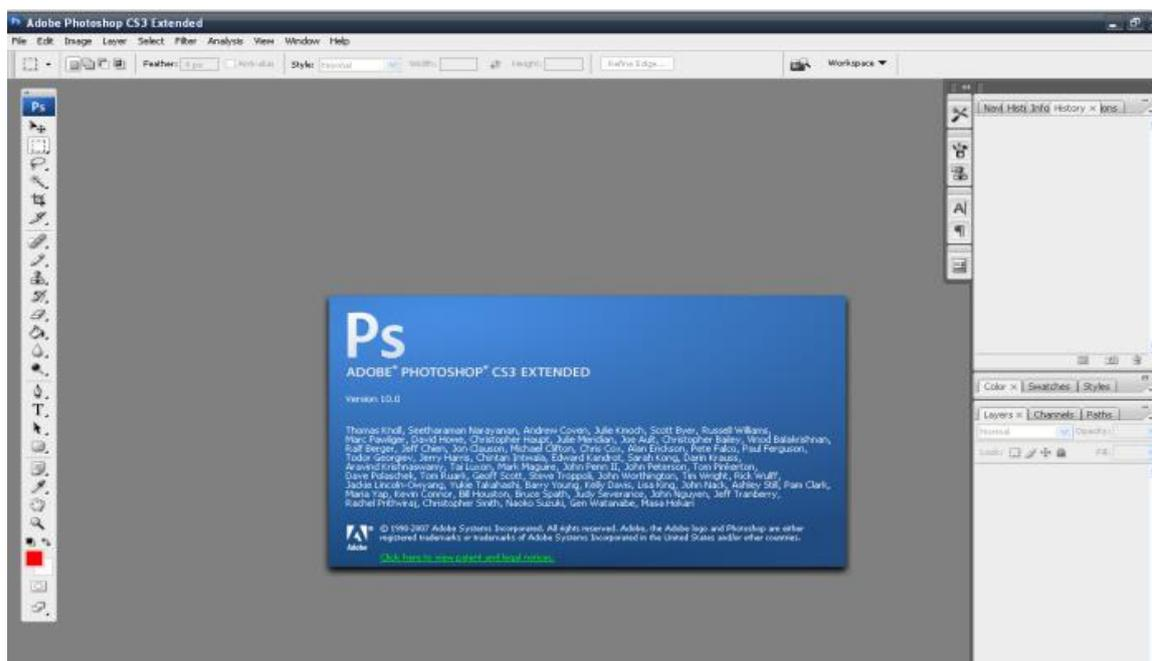 Adobe Photoshop CS3 Extended
File Edit Image Layer Select Filter Analysis View Window Help
Feather: Anti-alias Style: Normal Width: Height: Refine Edge... Workspace
Ps
Info History × ions
Ps
ADOBE® PHOTOSHOP® CS3 EXTENDED
Version 10.0
Thomas Knoll, Seetharaman Narayanan, Andrew Coven, Julie Kmoch, Scott Byer, Russell Williams,
Marc Pawliger, David Howe, Christopher Haupt, Julie Meridian, Joe Ault, Christopher Bailey, Vinod Balakrishnan,
Ralf Berger, Jeff Chien, Jon Clauson, Michael Clifton, Chris Cox, Alan Erickson, Pete Falco, Paul Ferguson,
Todor Georgiev, Jerry Harris, Chintan Intwala, Edward Kandrot, Sarah Kong, Darin Krauss,
Aravind Krishnaswamy, Tai Luxon, Mark Maguire, John Penn II, John Peterson, Tom Pinkerton,
Dave Polaschek, Tom Ruark, Geoff Scott, Steve Troppoli, John Worthington, Tim Wright, Rick Wulff,
Jackie Lincoln-Owyang, Yukie Takahashi, Barry Young, Kelly Davis, Lisa King, John Nack, Ashley Still, Pam Clark,
Maria Yap, Kevin Connor, Bill Houston, Bruce Spath, Judy Severance, John Nguyen, Jeff Tranberry,
Rachel Prithviraj, Christopher Smith, Naoko Suzuki, Gen Watanabe, Masa Hokari
© 1990-2007 Adobe Systems Incorporated. All rights reserved. Adobe, the Adobe logo and Photoshop are either
registered trademarks or trademarks of Adobe Systems Incorporated in the United States and/or other countries.
Adobe
Click here to view patent and legal notices.
Color × Swatches Styles
Layers × Channels Paths
Normal Opacity:
Lock: Fill: